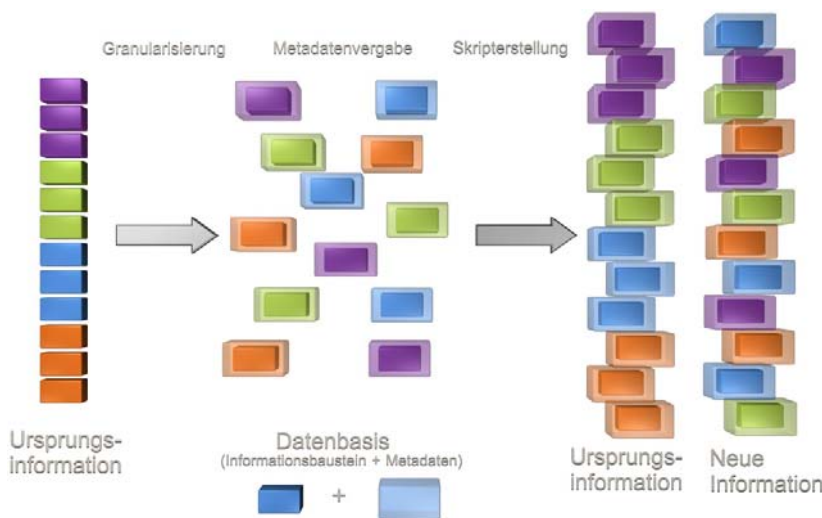 Granularisierung
Metadatenvergabe
Skripterstellung
Ursprungs-
information
Datenbasis
(Informationsbaustein + Metadaten)
+
Ursprungs-
information
Neue
Information